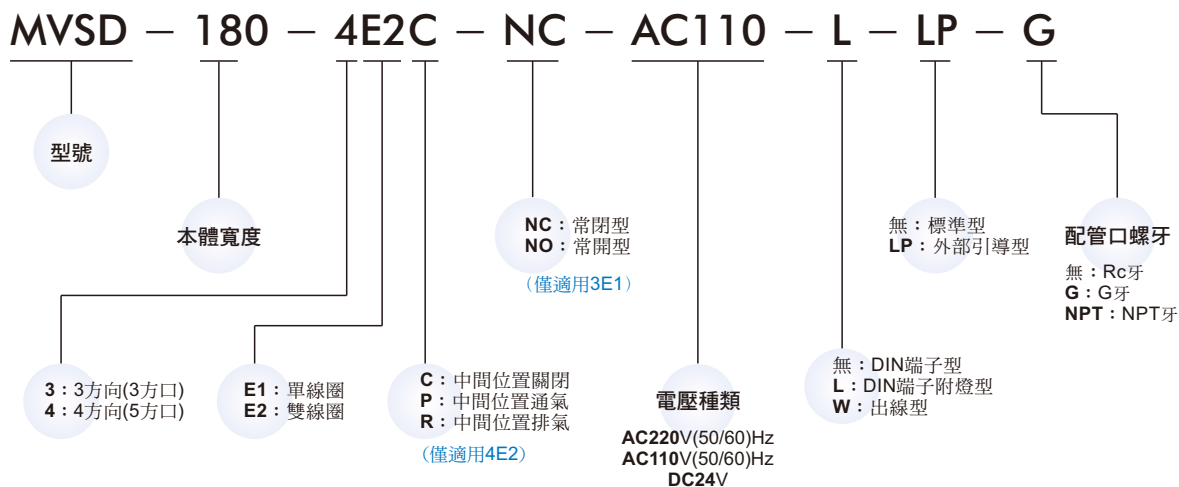 MVSD － 180 － 4E2C － NC － AC110 － L － LP － G
型號
本體寬度
3：3方向(3方口)
4：4方向(5方口)
E1：單線圈
E2：雙線圈
C：中間位置關閉
P：中間位置通氣
R：中間位置排氣
（僅適用4E2）
NC：常閉型
NO：常開型
（僅適用3E1）
電壓種類
AC220V(50/60)Hz
AC110V(50/60)Hz
DC24V
無：DIN端子型
L：DIN端子附燈型
W：出線型
無：標準型
LP：外部引導型
配管口螺牙
無：Rc牙
G：G牙
NPT：NPT牙